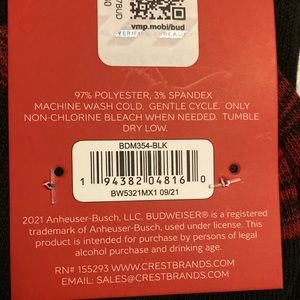 vmp.mobi/bud
97% POLYESTER, 3% SPANDEX
MACHINE WASH COLD. GENTLE CYCLE. ONLY
NON-CHLORINE BLEACH WHEN NEEDED. TUMBLE
DRY LOW.
BDM354-BLK
1 94382 04816 0
BW5321MX1 09/21
2021 Anheuser-Busch, LLC. BUDWEISER® is a registered
trademark of Anheuser-Busch, used under license. This
product is intended for purchase by persons of legal
alcohol purchase and drinking age.
RN# 155293 WWW.CRESTBRANDS.COM
EMAIL: SALES@CRESTBRANDS.COM